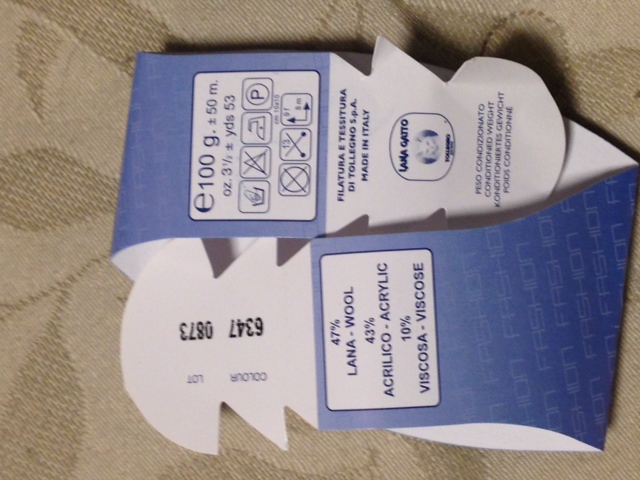 e100 g. ± 50 m.
oz. 3½ ± yds 53
P
FILATURA E TESSITURA
DI TOLLEGNO S.p.A.
MADE IN ITALY
LANA GATTO
TOLLEGNO
PESO CONDIZIONATO
CONDITIONED WEIGHT
KONDITIONIERTES GEWICHT
POIDS CONDITIONNE
COLOUR 6347
LOT 0873
47%
LANA - WOOL
43%
ACRILICO - ACRYLIC
10%
VISCOSA - VISCOSE
FASHION